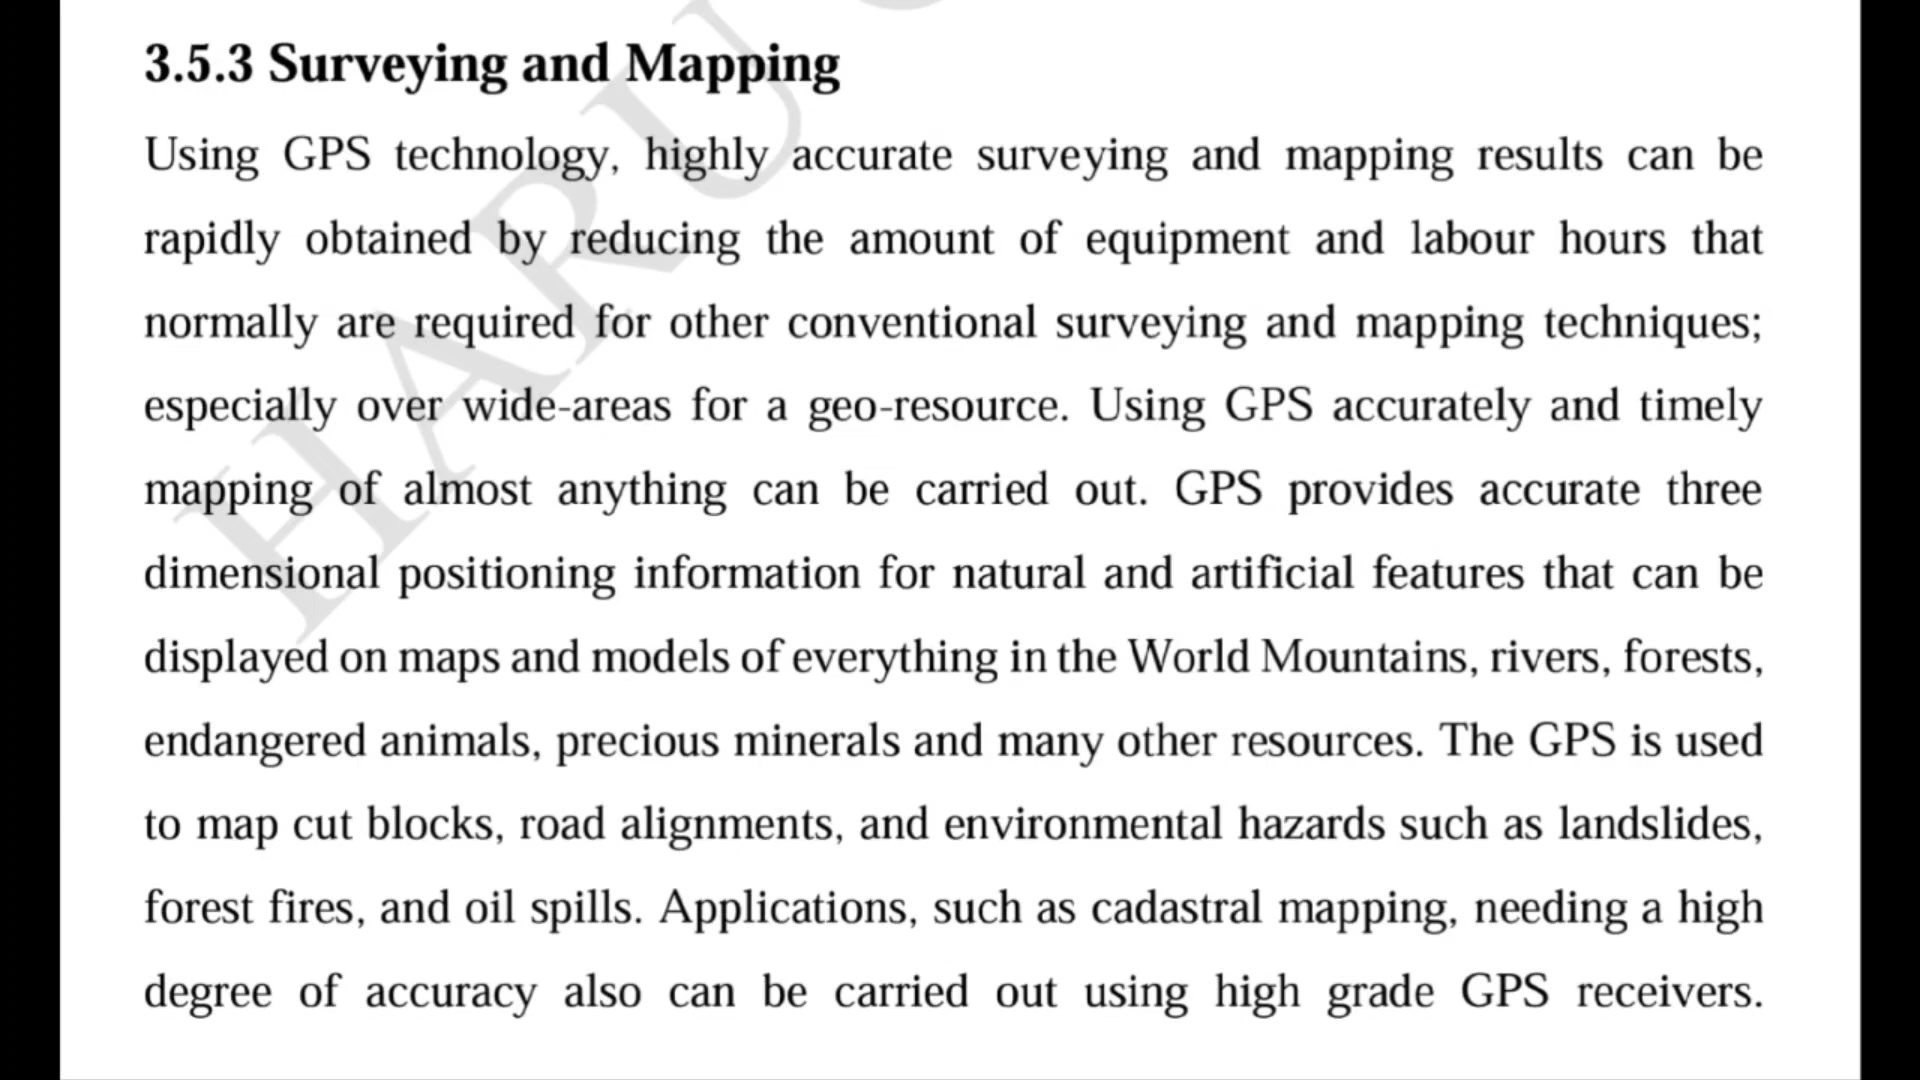 3.5.3 Surveying and Mapping
Using GPS technology, highly accurate surveying and mapping results can be
rapidly obtained by reducing the amount of equipment and labour hours that
normally are required for other conventional surveying and mapping techniques;
especially over wide-areas for a geo-resource. Using GPS accurately and timely
mapping of almost anything can be carried out. GPS provides accurate three
dimensional positioning information for natural and artificial features that can be
displayed on maps and models of everything in the World Mountains, rivers, forests,
endangered animals, precious minerals and many other resources. The GPS is used
to map cut blocks, road alignments, and environmental hazards such as landslides,
forest fires, and oil spills. Applications, such as cadastral mapping, needing a high
degree of accuracy also can be carried out using high grade GPS receivers.
HARU